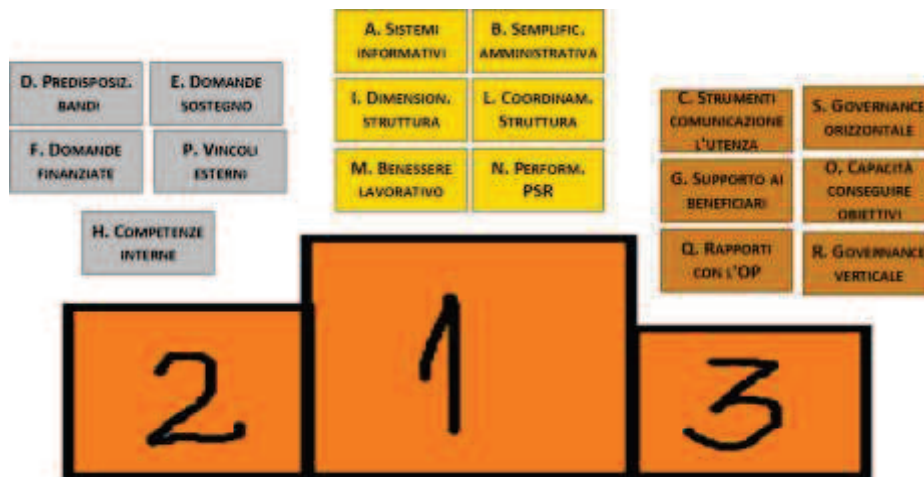 A. SISTEMI
INFORMATIVI
B. SEMPLIFIC.
AMMINISTRATIVA
D. PREDISPOSIZ.
BANDI
E. DOMANDE
SOSTEGNO
I. DIMENSION.
STRUTTURA
L. COORDINAM.
STRUTTURA
C. STRUMENTI
COMUNICAZIONE
L'UTENZA
S. GOVERNANCE
ORIZZONTALE
F. DOMANDE
FINANZIATE
P. VINCOLI
ESTERNI
M. BENESSERE
LAVORATIVO
N. PERFORM.
PSR
G. SUPPORTO AI
BENEFICIARI
O, CAPACITÀ
CONSEGUIRE
OBIETTIVI
H. COMPETENZE
INTERNE
Q. RAPPORTI
CON L'OP
R. GOVERNANCE
VERTICALE
2
1
3